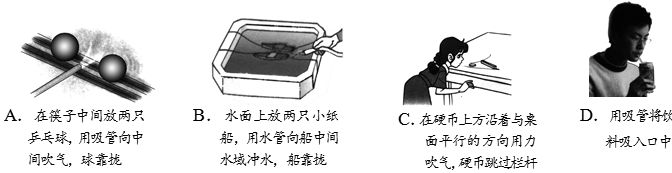 A. 在筷子中间放两只
乒乓球，用吸管向中
间吹气，球靠拢
B. 水面上放两只小纸
船，用水管向船中间
水域冲水，船靠拢
C. 在硬币上方沿着与桌
面平行的方向用力
吹气，硬币跳过栏杆
D. 用吸管将饮
料吸入口中